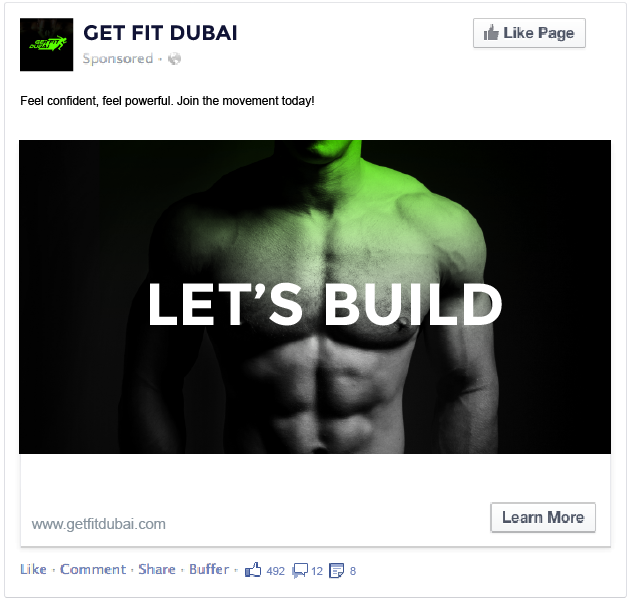 GET FIT DUBAI
Like Page
GET FIT
DUBAI
Sponsored ·
Feel confident, feel powerful. Join the movement today!
LET’S BUILD
www.getfitdubai.com
Learn More
Like · Comment · Share · Buffer · 492 12 8